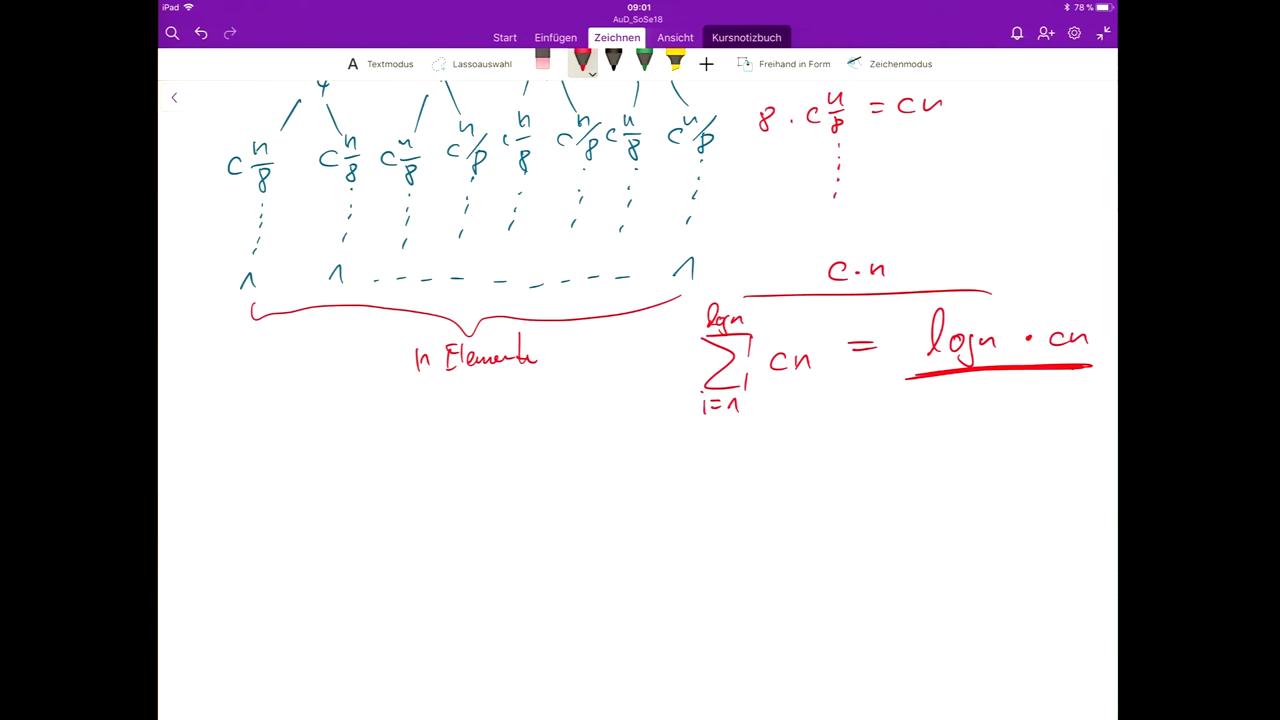 iPad 09:01 78 %
AuD_SoSe18
Start Einfügen Zeichnen Ansicht Kursnotizbuch
A Textmodus Lassoauswahl Freihand in Form Zeichenmodus
4
c n/8 c n/8 c n/8 c n/8 c n/8 c n/8 c n/8 c n/8
8 · c n/8 = cn
1 1 1
c · n
n Elemente
∑_{i=1}^{log n} cn = log n · cn